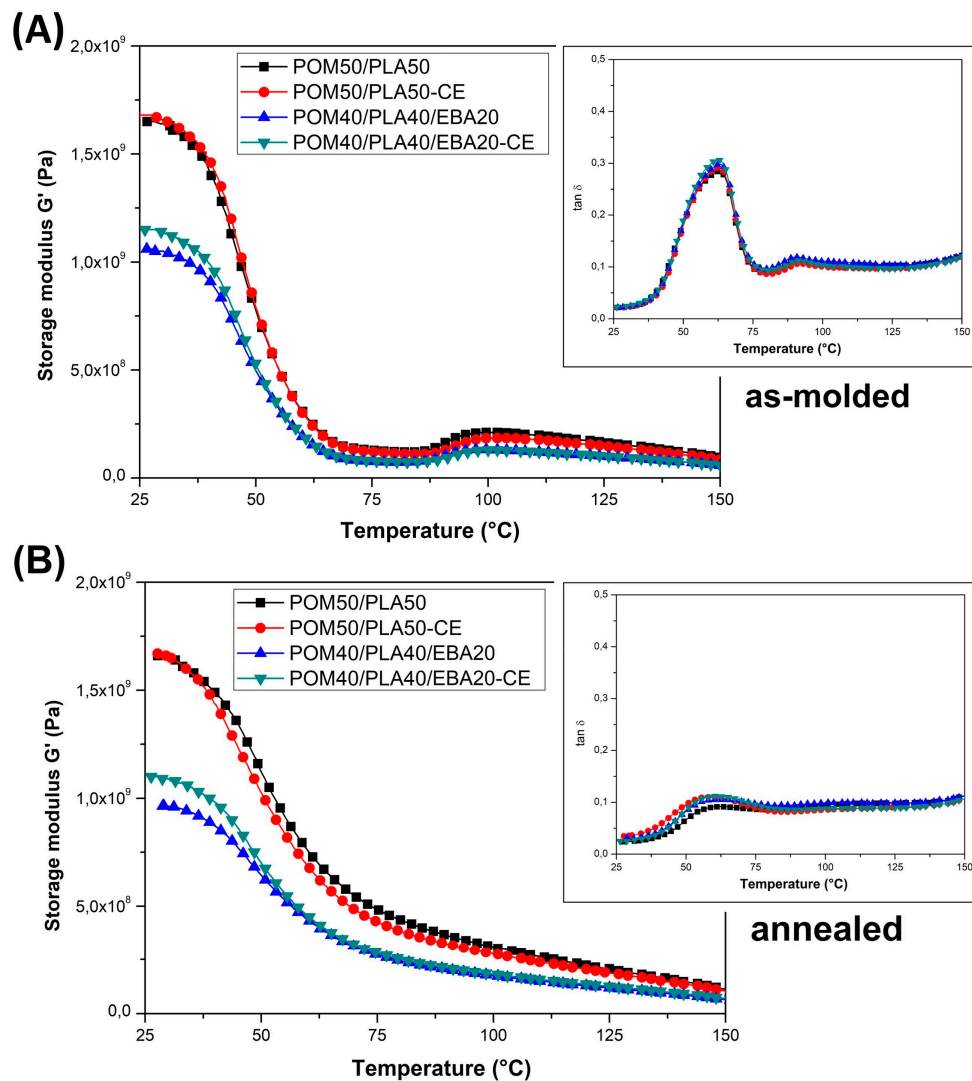 (A)
2,0x10⁹
1,5x10⁹
1,0x10⁹
5,0x10⁸
0,0
Storage modulus G' (Pa)
POM50/PLA50
POM50/PLA50-CE
POM40/PLA40/EBA20
POM40/PLA40/EBA20-CE
25 50 75 100 125 150
Temperature (°C)
0,5
0,4
0,3
0,2
0,1
0,0
tan δ
25 50 75 100 125 150
Temperature (°C)
as-molded
(B)
2,0x10⁹
1,5x10⁹
1,0x10⁹
5,0x10⁸
0,0
Storage modulus G' (Pa)
POM50/PLA50
POM50/PLA50-CE
POM40/PLA40/EBA20
POM40/PLA40/EBA20-CE
25 50 75 100 125 150
Temperature (°C)
0,5
0,4
0,3
0,2
0,1
0,0
tan δ
25 50 75 100 125 150
Temperature (°C)
annealed